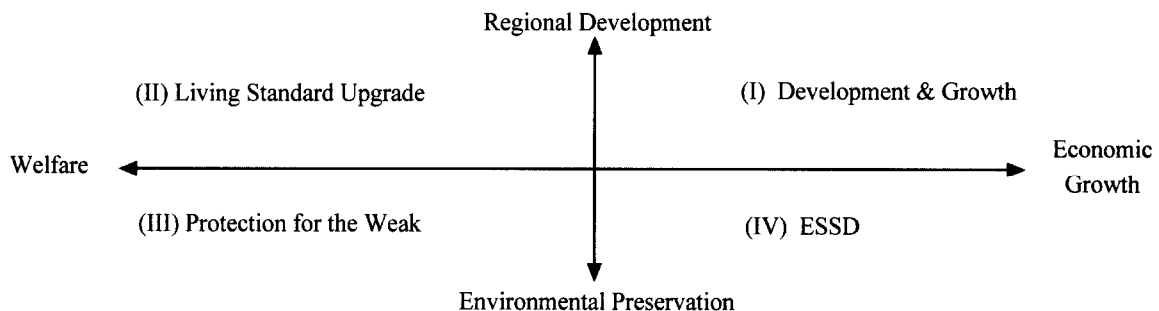 Regional Development
(II) Living Standard Upgrade
(I) Development & Growth
Welfare
Economic
Growth
(III) Protection for the Weak
(IV) ESSD
Environmental Preservation